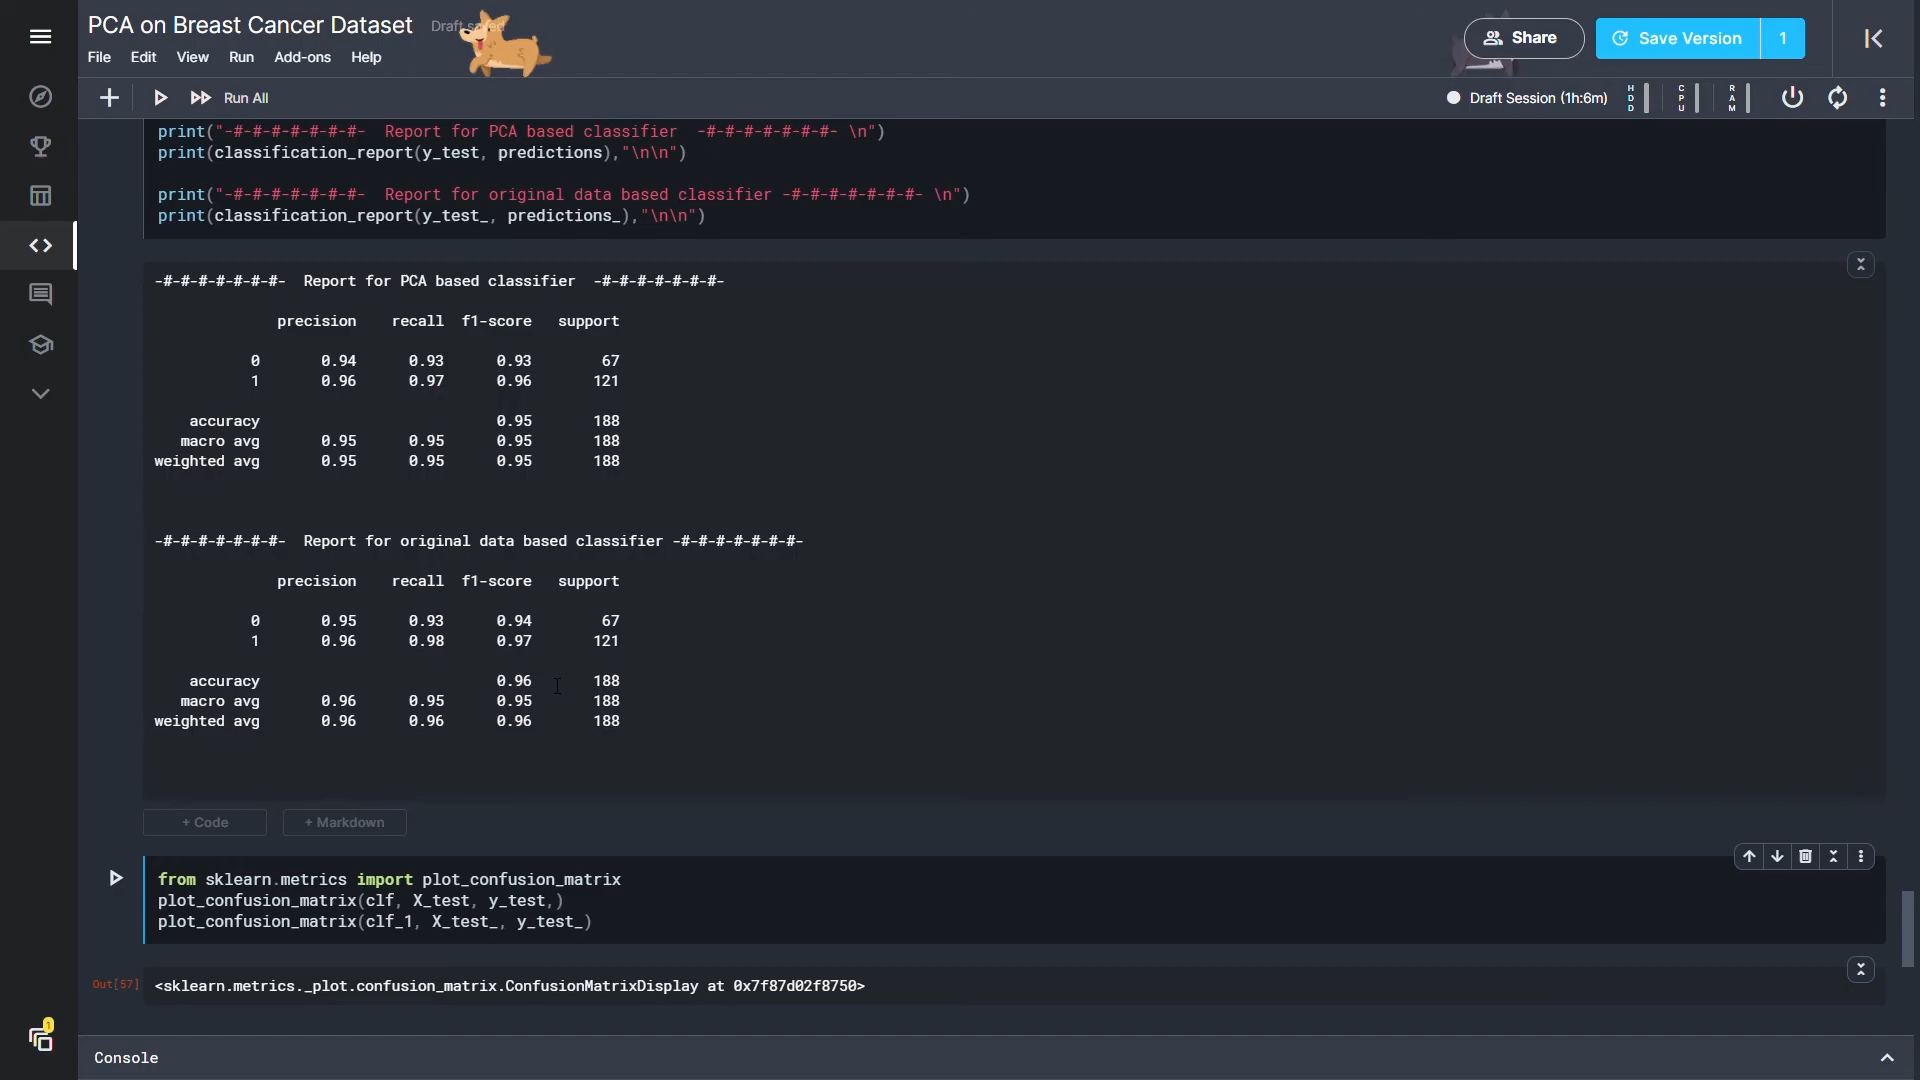 PCA on Breast Cancer Dataset
File Edit View Run Add-ons Help
Share
Save Version 1
Run All
Draft Session (1h:6m) HDD CPU RAM
print("-#-#-#-#-#-#-#-  Report for PCA based classifier  -#-#-#-#-#-#-#- \n")
print(classification_report(y_test, predictions),"\n\n")
print("-#-#-#-#-#-#-#-  Report for original data based classifier -#-#-#-#-#-#-#- \n")
print(classification_report(y_test_, predictions_),"\n\n")
-#-#-#-#-#-#-#-  Report for PCA based classifier  -#-#-#-#-#-#-#-
precision recall f1-score support
0 0.94 0.93 0.93 67
1 0.96 0.97 0.96 121
accuracy 0.95 188
macro avg 0.95 0.95 0.95 188
weighted avg 0.95 0.95 0.95 188
-#-#-#-#-#-#-#-  Report for original data based classifier -#-#-#-#-#-#-#-
precision recall f1-score support
0 0.95 0.93 0.94 67
1 0.96 0.98 0.97 121
accuracy 0.96 188
macro avg 0.96 0.95 0.95 188
weighted avg 0.96 0.96 0.96 188
+ Code + Markdown
from sklearn.metrics import plot_confusion_matrix
plot_confusion_matrix(clf, X_test, y_test,)
plot_confusion_matrix(clf_1, X_test_, y_test_)
Out[57] <sklearn.metrics._plot.confusion_matrix.ConfusionMatrixDisplay at 0x7f87d02f8750>
1
Console